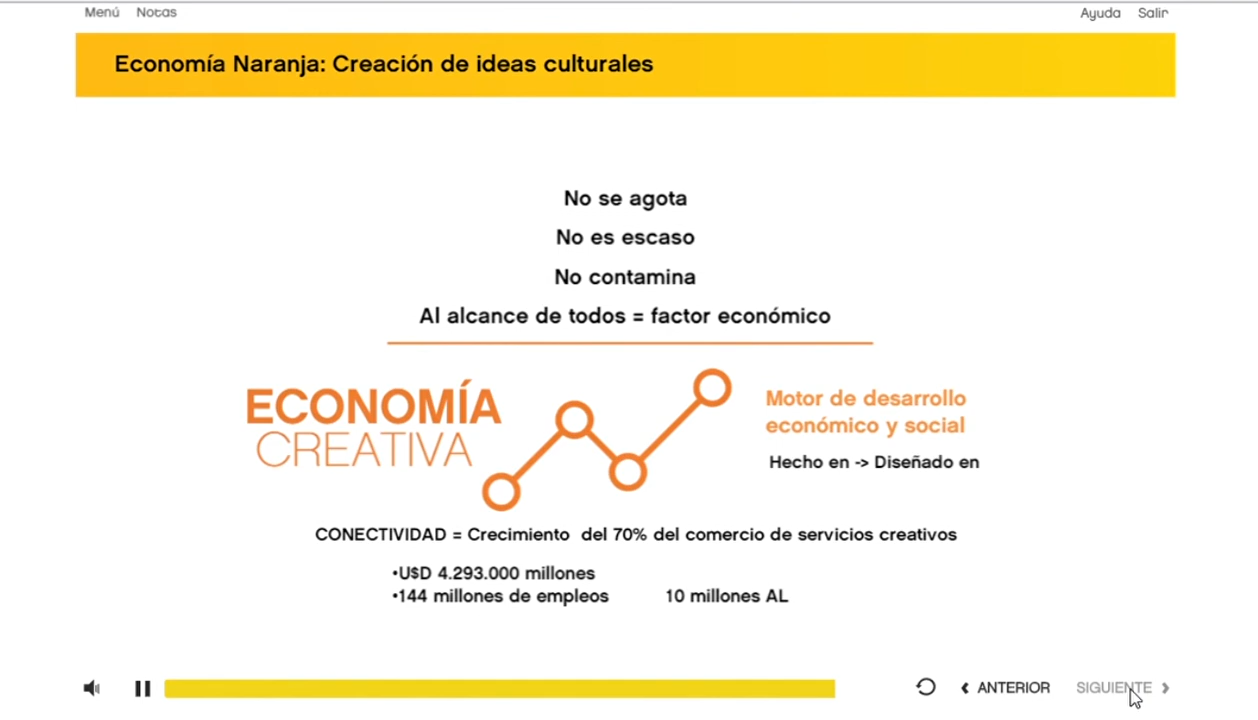 Menú Notas
Ayuda Salir
Economía Naranja: Creación de ideas culturales
No se agota
No es escaso
No contamina
Al alcance de todos = factor económico
ECONOMÍA
CREATIVA
Motor de desarrollo
económico y social
Hecho en -> Diseñado en
CONECTIVIDAD = Crecimiento del 70% del comercio de servicios creativos
•U$D 4.293.000 millones
•144 millones de empleos 10 millones AL
ANTERIOR SIGUIENTE